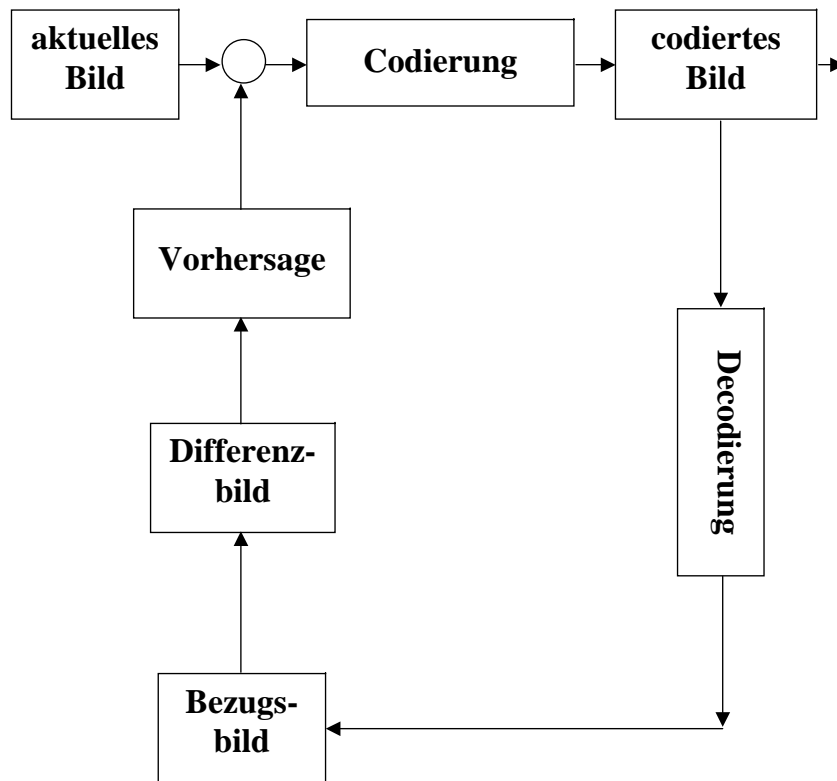 aktuelles
Bild
Codierung
codiertes
Bild
Vorhersage
Decodierung
Differenz-
bild
Bezugs-
bild